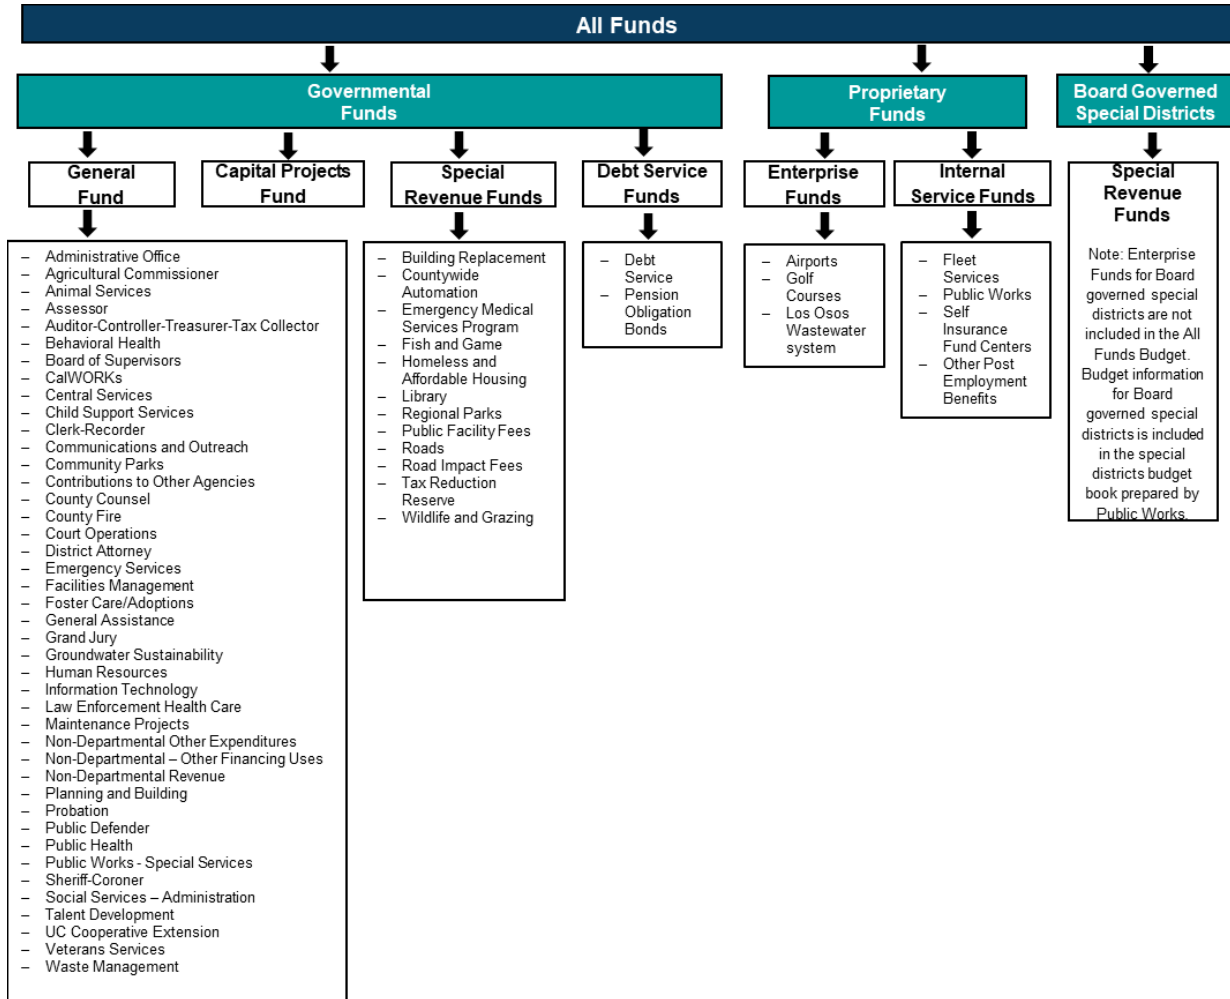 All Funds
Governmental
Funds
Proprietary
Funds
Board Governed
Special Districts
General
Fund
Capital Projects
Fund
Special
Revenue Funds
Debt Service
Funds
Enterprise
Funds
Internal
Service Funds
Special
Revenue
Funds
– Administrative Office
– Agricultural Commissioner
– Animal Services
– Assessor
– Auditor-Controller-Treasurer-Tax Collector
– Behavioral Health
– Board of Supervisors
– CalWORKs
– Central Services
– Child Support Services
– Clerk-Recorder
– Communications and Outreach
– Community Parks
– Contributions to Other Agencies
– County Counsel
– County Fire
– Court Operations
– District Attorney
– Emergency Services
– Facilities Management
– Foster Care/Adoptions
– General Assistance
– Grand Jury
– Groundwater Sustainability
– Human Resources
– Information Technology
– Law Enforcement Health Care
– Maintenance Projects
– Non-Departmental Other Expenditures
– Non-Departmental – Other Financing Uses
– Non-Departmental Revenue
– Planning and Building
– Probation
– Public Defender
– Public Health
– Public Works - Special Services
– Sheriff-Coroner
– Social Services – Administration
– Talent Development
– UC Cooperative Extension
– Veterans Services
– Waste Management
– Building Replacement
– Countywide
Automation
– Emergency Medical
Services Program
– Fish and Game
– Homeless and
Affordable Housing
– Library
– Regional Parks
– Public Facility Fees
– Roads
– Road Impact Fees
– Tax Reduction
Reserve
– Wildlife and Grazing
– Debt
Service
– Pension
Obligation
Bonds
– Airports
– Golf
Courses
– Los Osos
Wastewater
system
– Fleet
Services
– Public Works
– Self
Insurance
Fund Centers
– Other Post
Employment
Benefits
Note: Enterprise
Funds for Board
governed special
districts are not
included in the All
Funds Budget.
Budget information
for Board
governed special
districts is included
in the special
districts budget
book prepared by
Public Works.